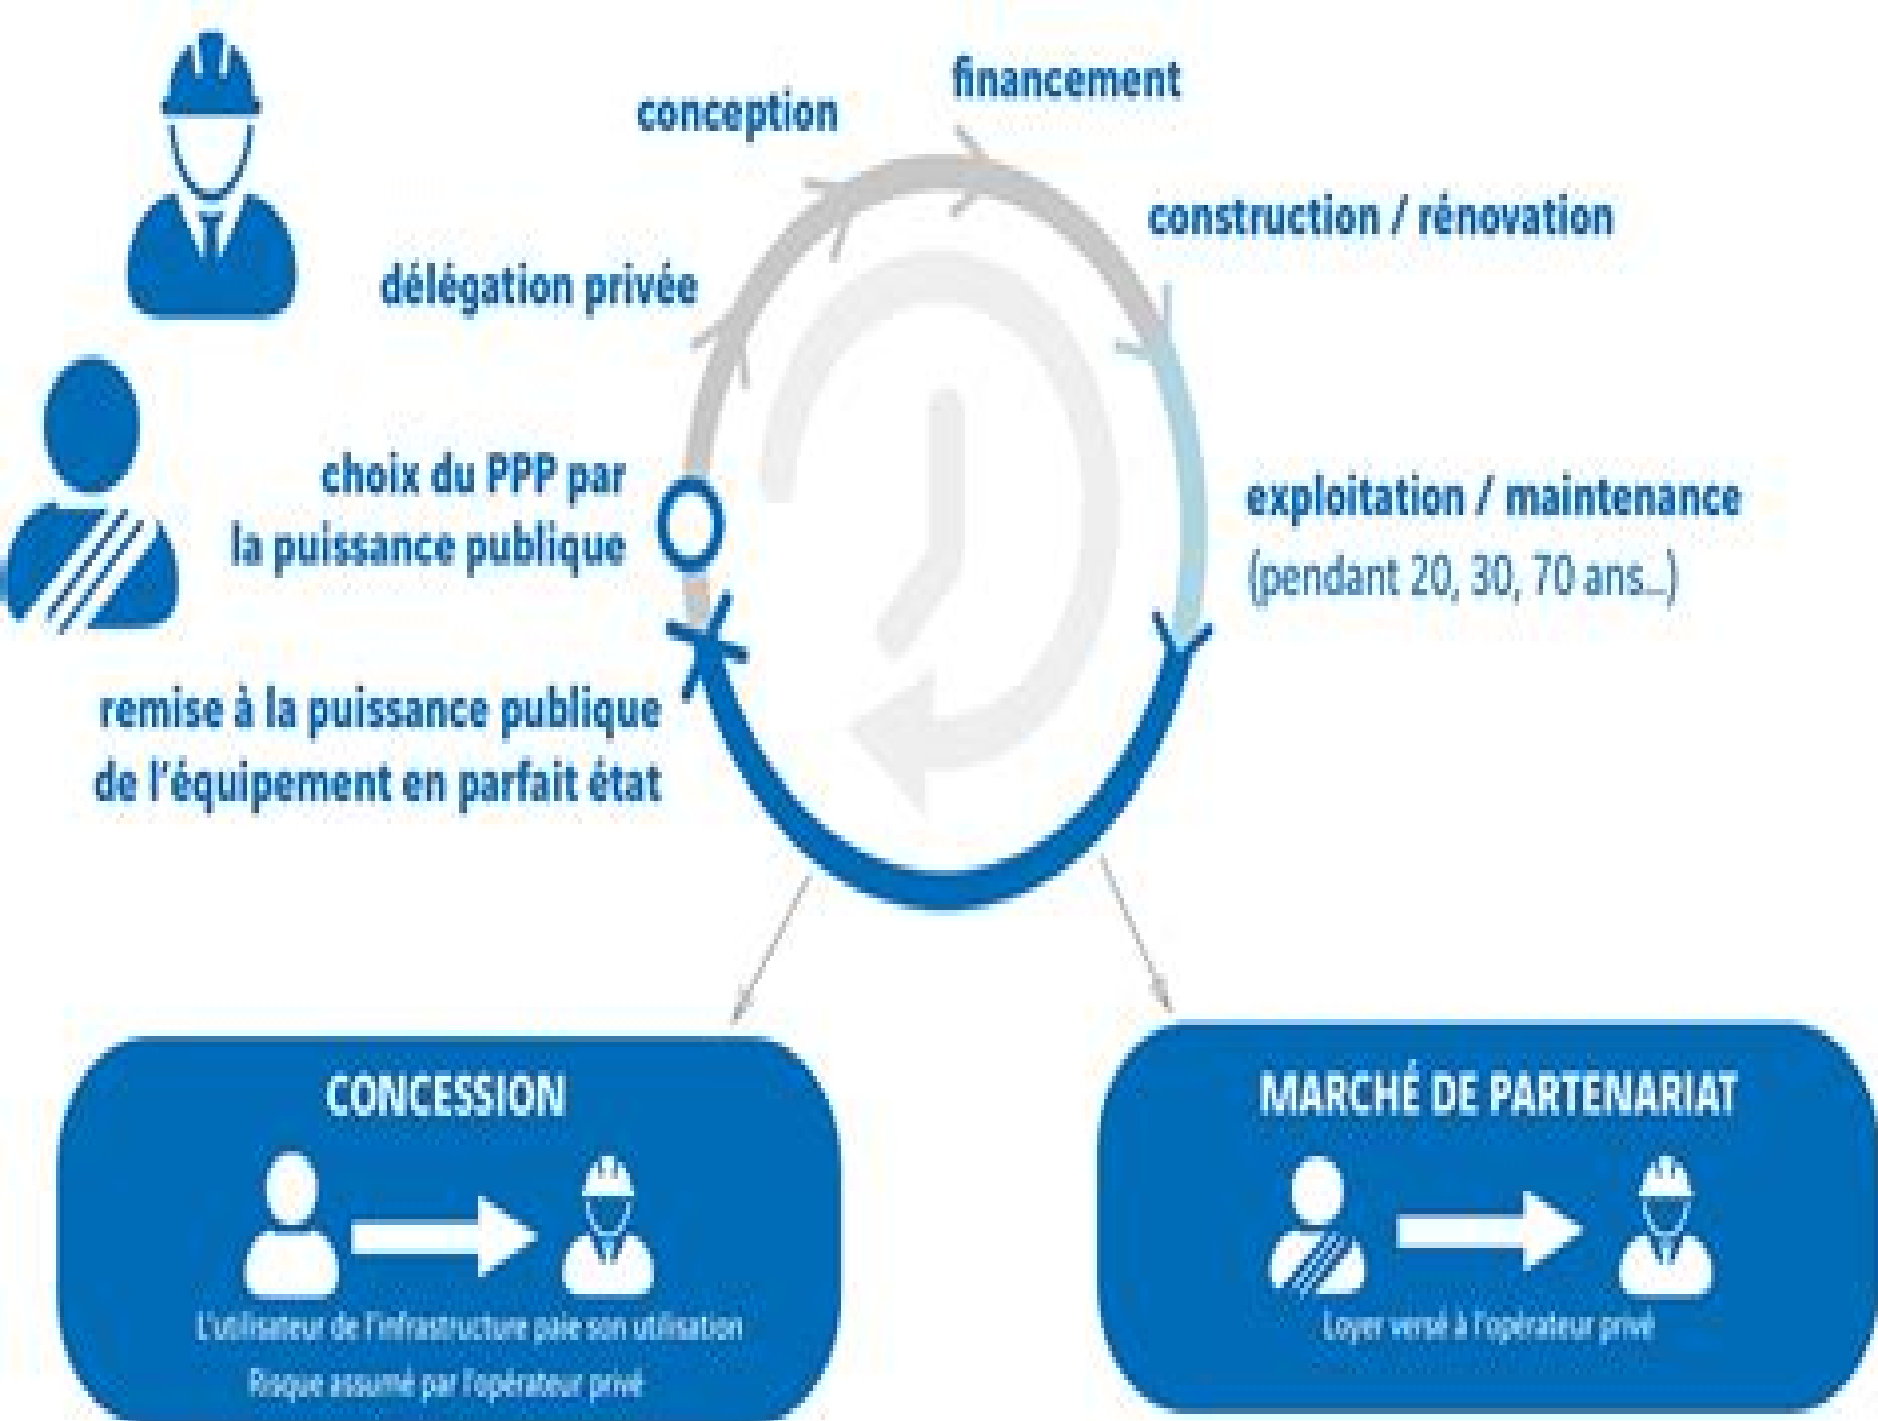 financement
conception
construction / rénovation
délégation privée
choix du PPP par
la puissance publique
exploitation / maintenance
(pendant 20, 30, 70 ans...)
remise à la puissance publique
de l'équipement en parfait état
CONCESSION
L'utilisateur de l'infrastructure paie son utilisation
Risque assumé par l'opérateur privé
MARCHÉ DE PARTENARIAT
Loyer versé à l'opérateur privé